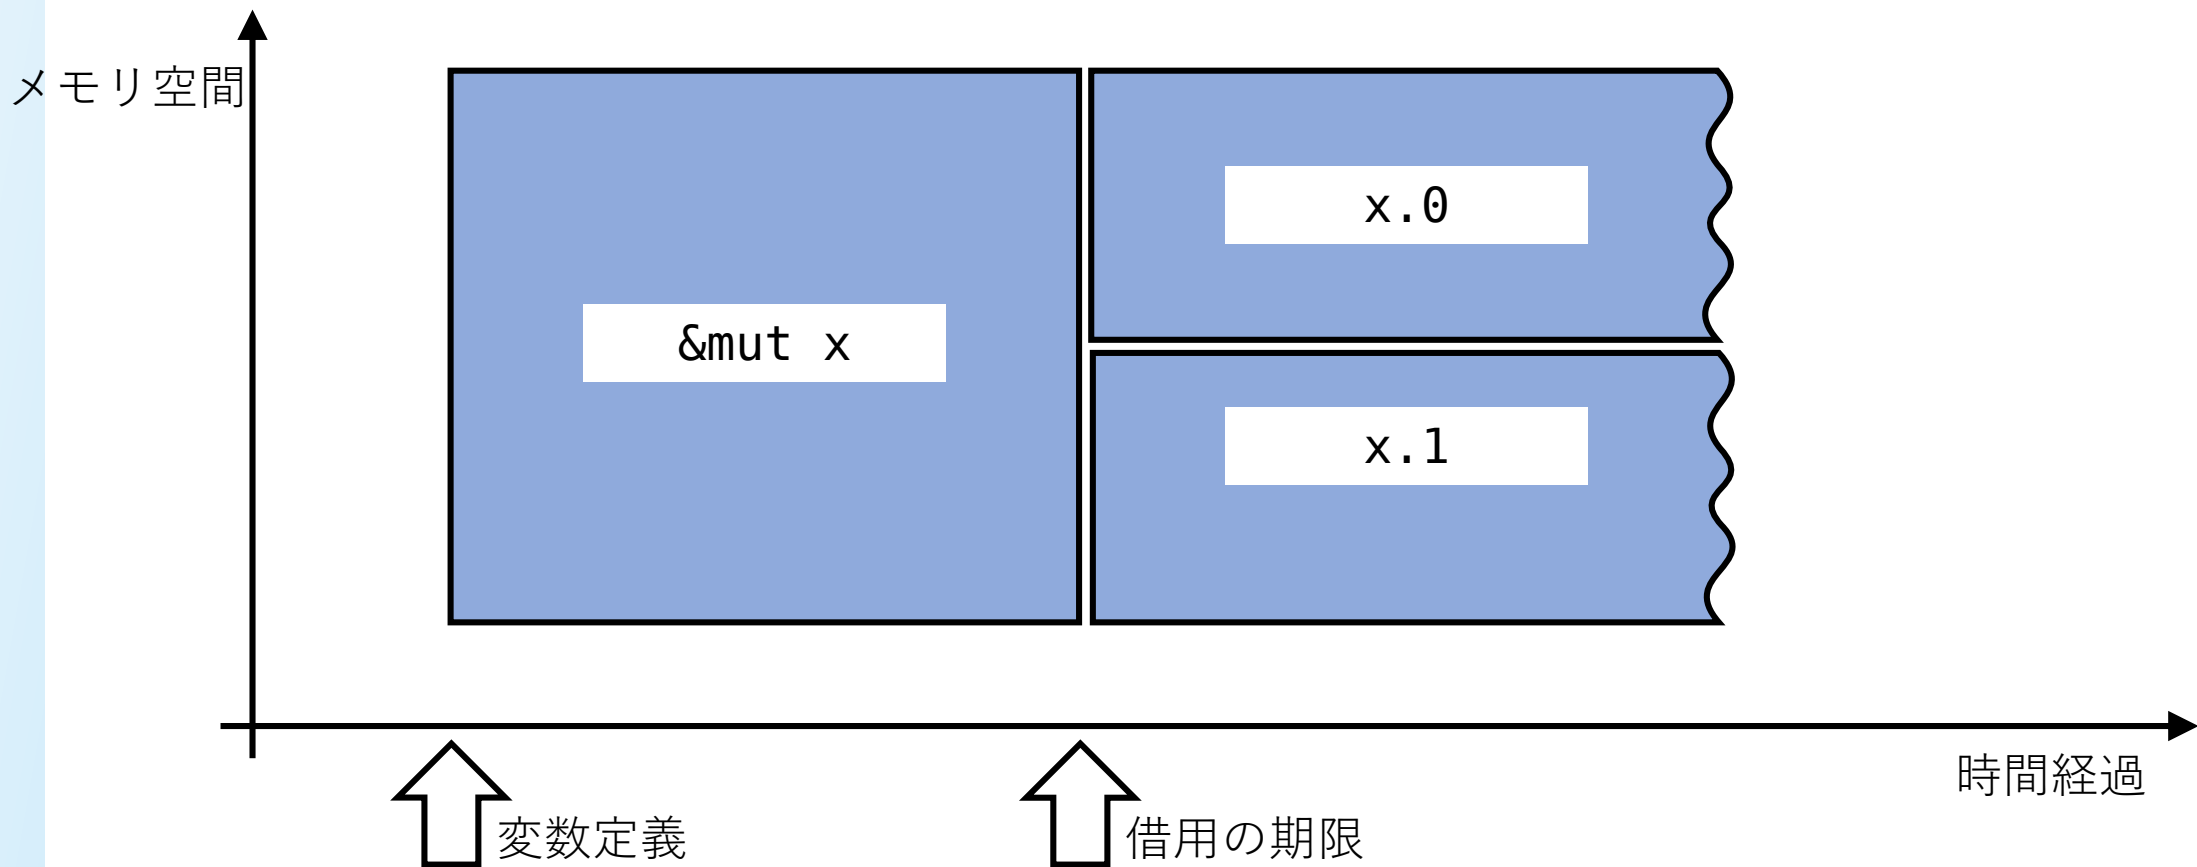 メモリ空間
x.0
&mut x
x.1
時間経過
変数定義
借用の期限